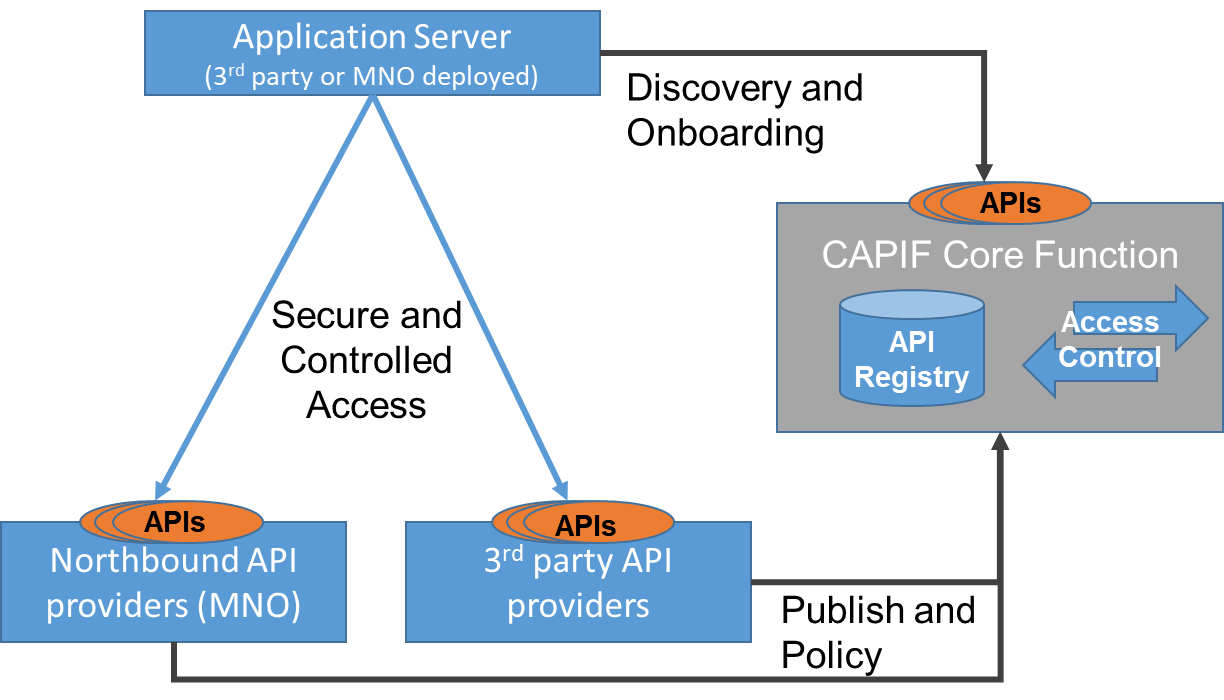 Application Server
(3rd party or MNO deployed)
Discovery and
Onboarding
APIs
CAPIF Core Function
API
Registry
Access
Control
Secure and
Controlled
Access
APIs
Northbound API
providers (MNO)
APIs
3rd party API
providers
Publish and
Policy